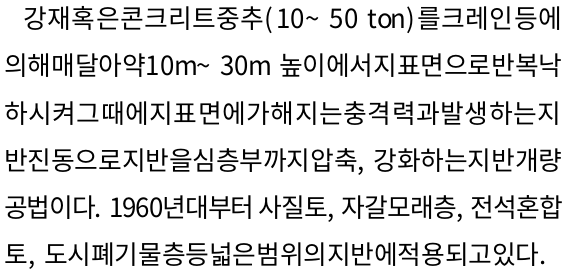 강재혹은콘크리트중추(10~ 50 ton)를크레인등에
의해매달아약10m~ 30m 높이에서지표면으로반복낙
하시켜그때에지표면에가해지는충격력과발생하는지
반진동으로지반을심층부까지압축, 강화하는지반개량
공법이다. 1960년대부터 사질토, 자갈모래층, 전석혼합
토, 도시폐기물층등넓은범위의지반에적용되고있다.